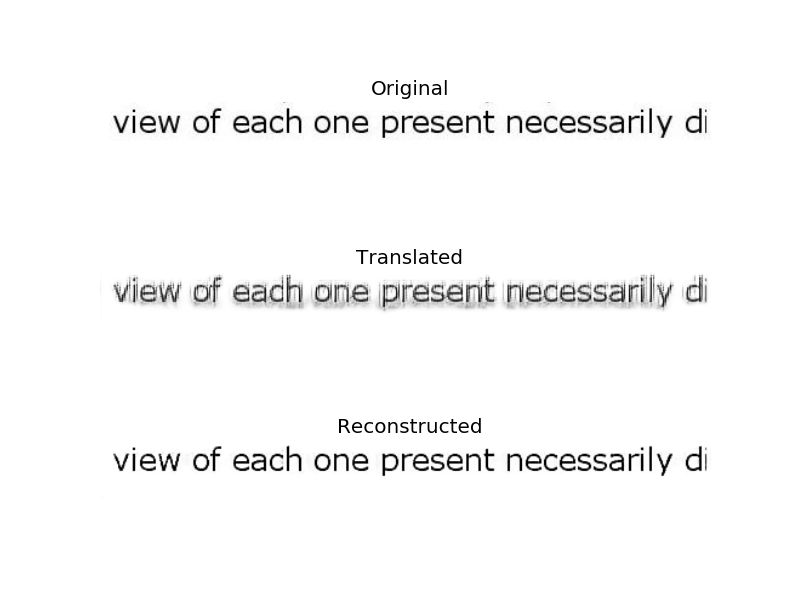 Original
view of each one present necessarily di
Translated
view of each one present necessarily di
Reconstructed
view of each one present necessarily di